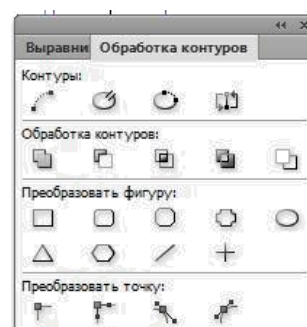 Выравни Обработка контуров
Контуры:
Обработка контуров:
Преобразовать фигуру:
Преобразовать точку: